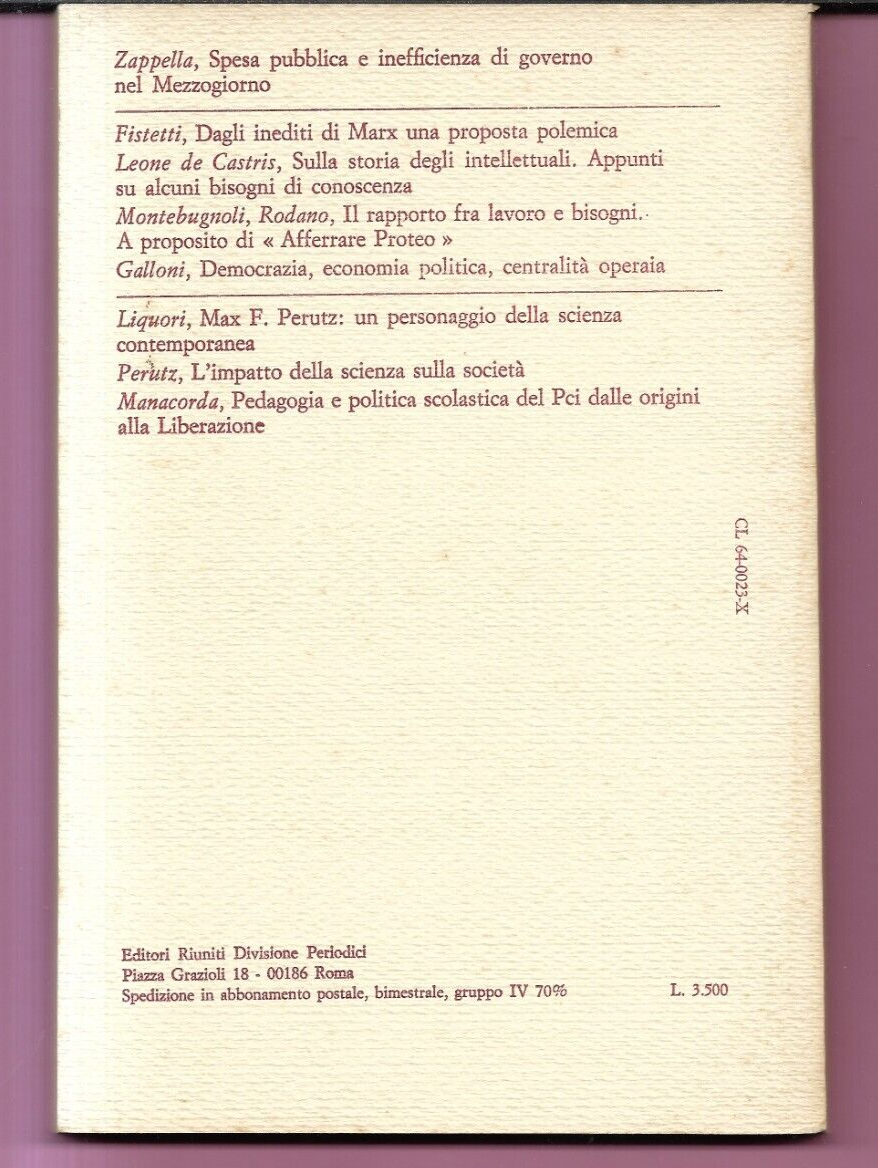 Zappella, Spesa pubblica e inefficienza di governo
nel Mezzogiorno
Fistetti, Dagli inediti di Marx una proposta polemica
Leone de Castris, Sulla storia degli intellettuali. Appunti
su alcuni bisogni di conoscenza
Montebugnoli, Rodano, Il rapporto fra lavoro e bisogni.
A proposito di « Afferrare Proteo »
Galloni, Democrazia, economia politica, centralità operaia
Liquori, Max F. Perutz: un personaggio della scienza
contemporanea
Perutz, L'impatto della scienza sulla società
Manacorda, Pedagogia e politica scolastica del Pci dalle origini
alla Liberazione
CL 64-0023-X
Editori Riuniti Divisione Periodici
Piazza Grazioli 18 - 00186 Roma
Spedizione in abbonamento postale, bimestrale, gruppo IV 70% L. 3.500